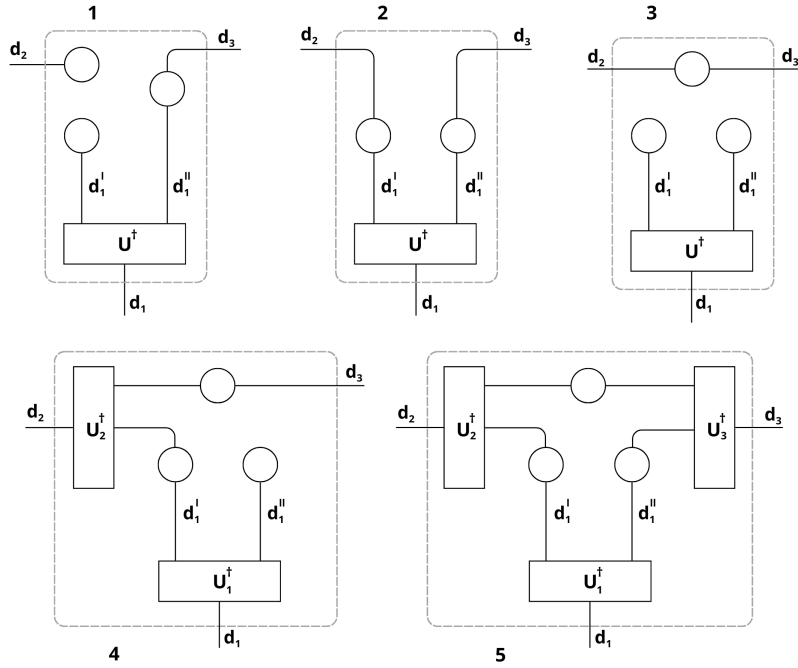 1
2
3
d₂
d₃
d₂
d₃
d₂
d₃
d₁ᴵ
d₁ᴵᴵ
d₁ᴵ
d₁ᴵᴵ
d₁ᴵ
d₁ᴵᴵ
U†
U†
U†
d₁
d₁
d₁
d₃
d₂
U₂†
d₁ᴵ
d₁ᴵᴵ
U₁†
d₁
4
d₂
U₂†
U₃†
d₃
d₁ᴵ
d₁ᴵᴵ
U₁†
d₁
5